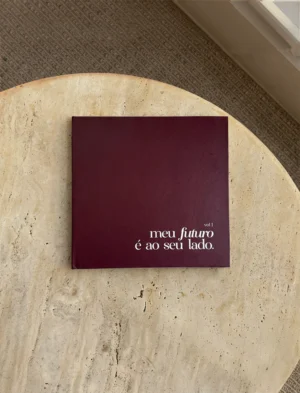 vol.1
meu futuro
é ao seu lado.